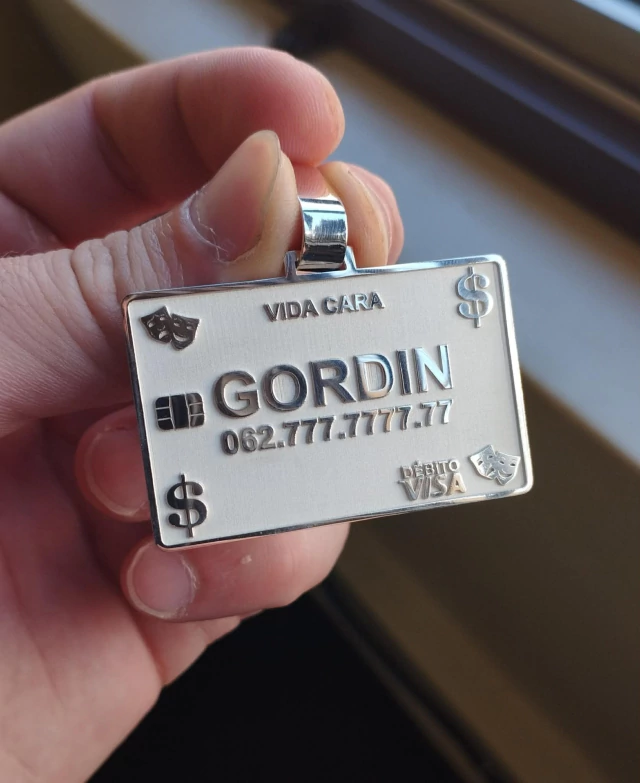 VIDA CARA
$
GORDIN
062.777.7777.77
$
DÉBITO
VISA